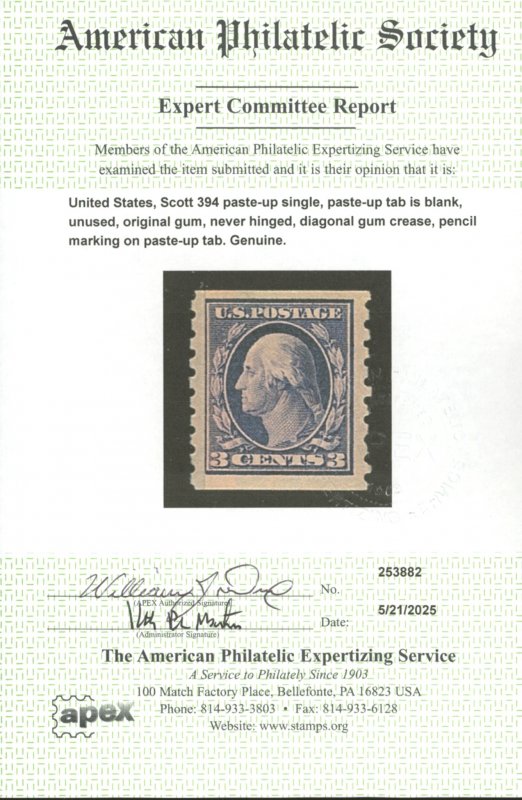 American Philatelic Society
Expert Committee Report
Members of the American Philatelic Expertizing Service have
examined the item submitted and it is their opinion that it is:
United States, Scott 394 paste-up single, paste-up tab is blank,
unused, original gum, never hinged, diagonal gum crease, pencil
marking on paste-up tab. Genuine.
U.S. POSTAGE
3 CENTS 3
No. 253882
(APEX Authorized Signature)
Date: 5/21/2025
(Administrator Signature)
The American Philatelic Expertizing Service
A Service to Philately Since 1903
100 Match Factory Place, Bellefonte, PA 16823 USA
apex
Phone: 814-933-3803 • Fax: 814-933-6128
Website: www.stamps.org